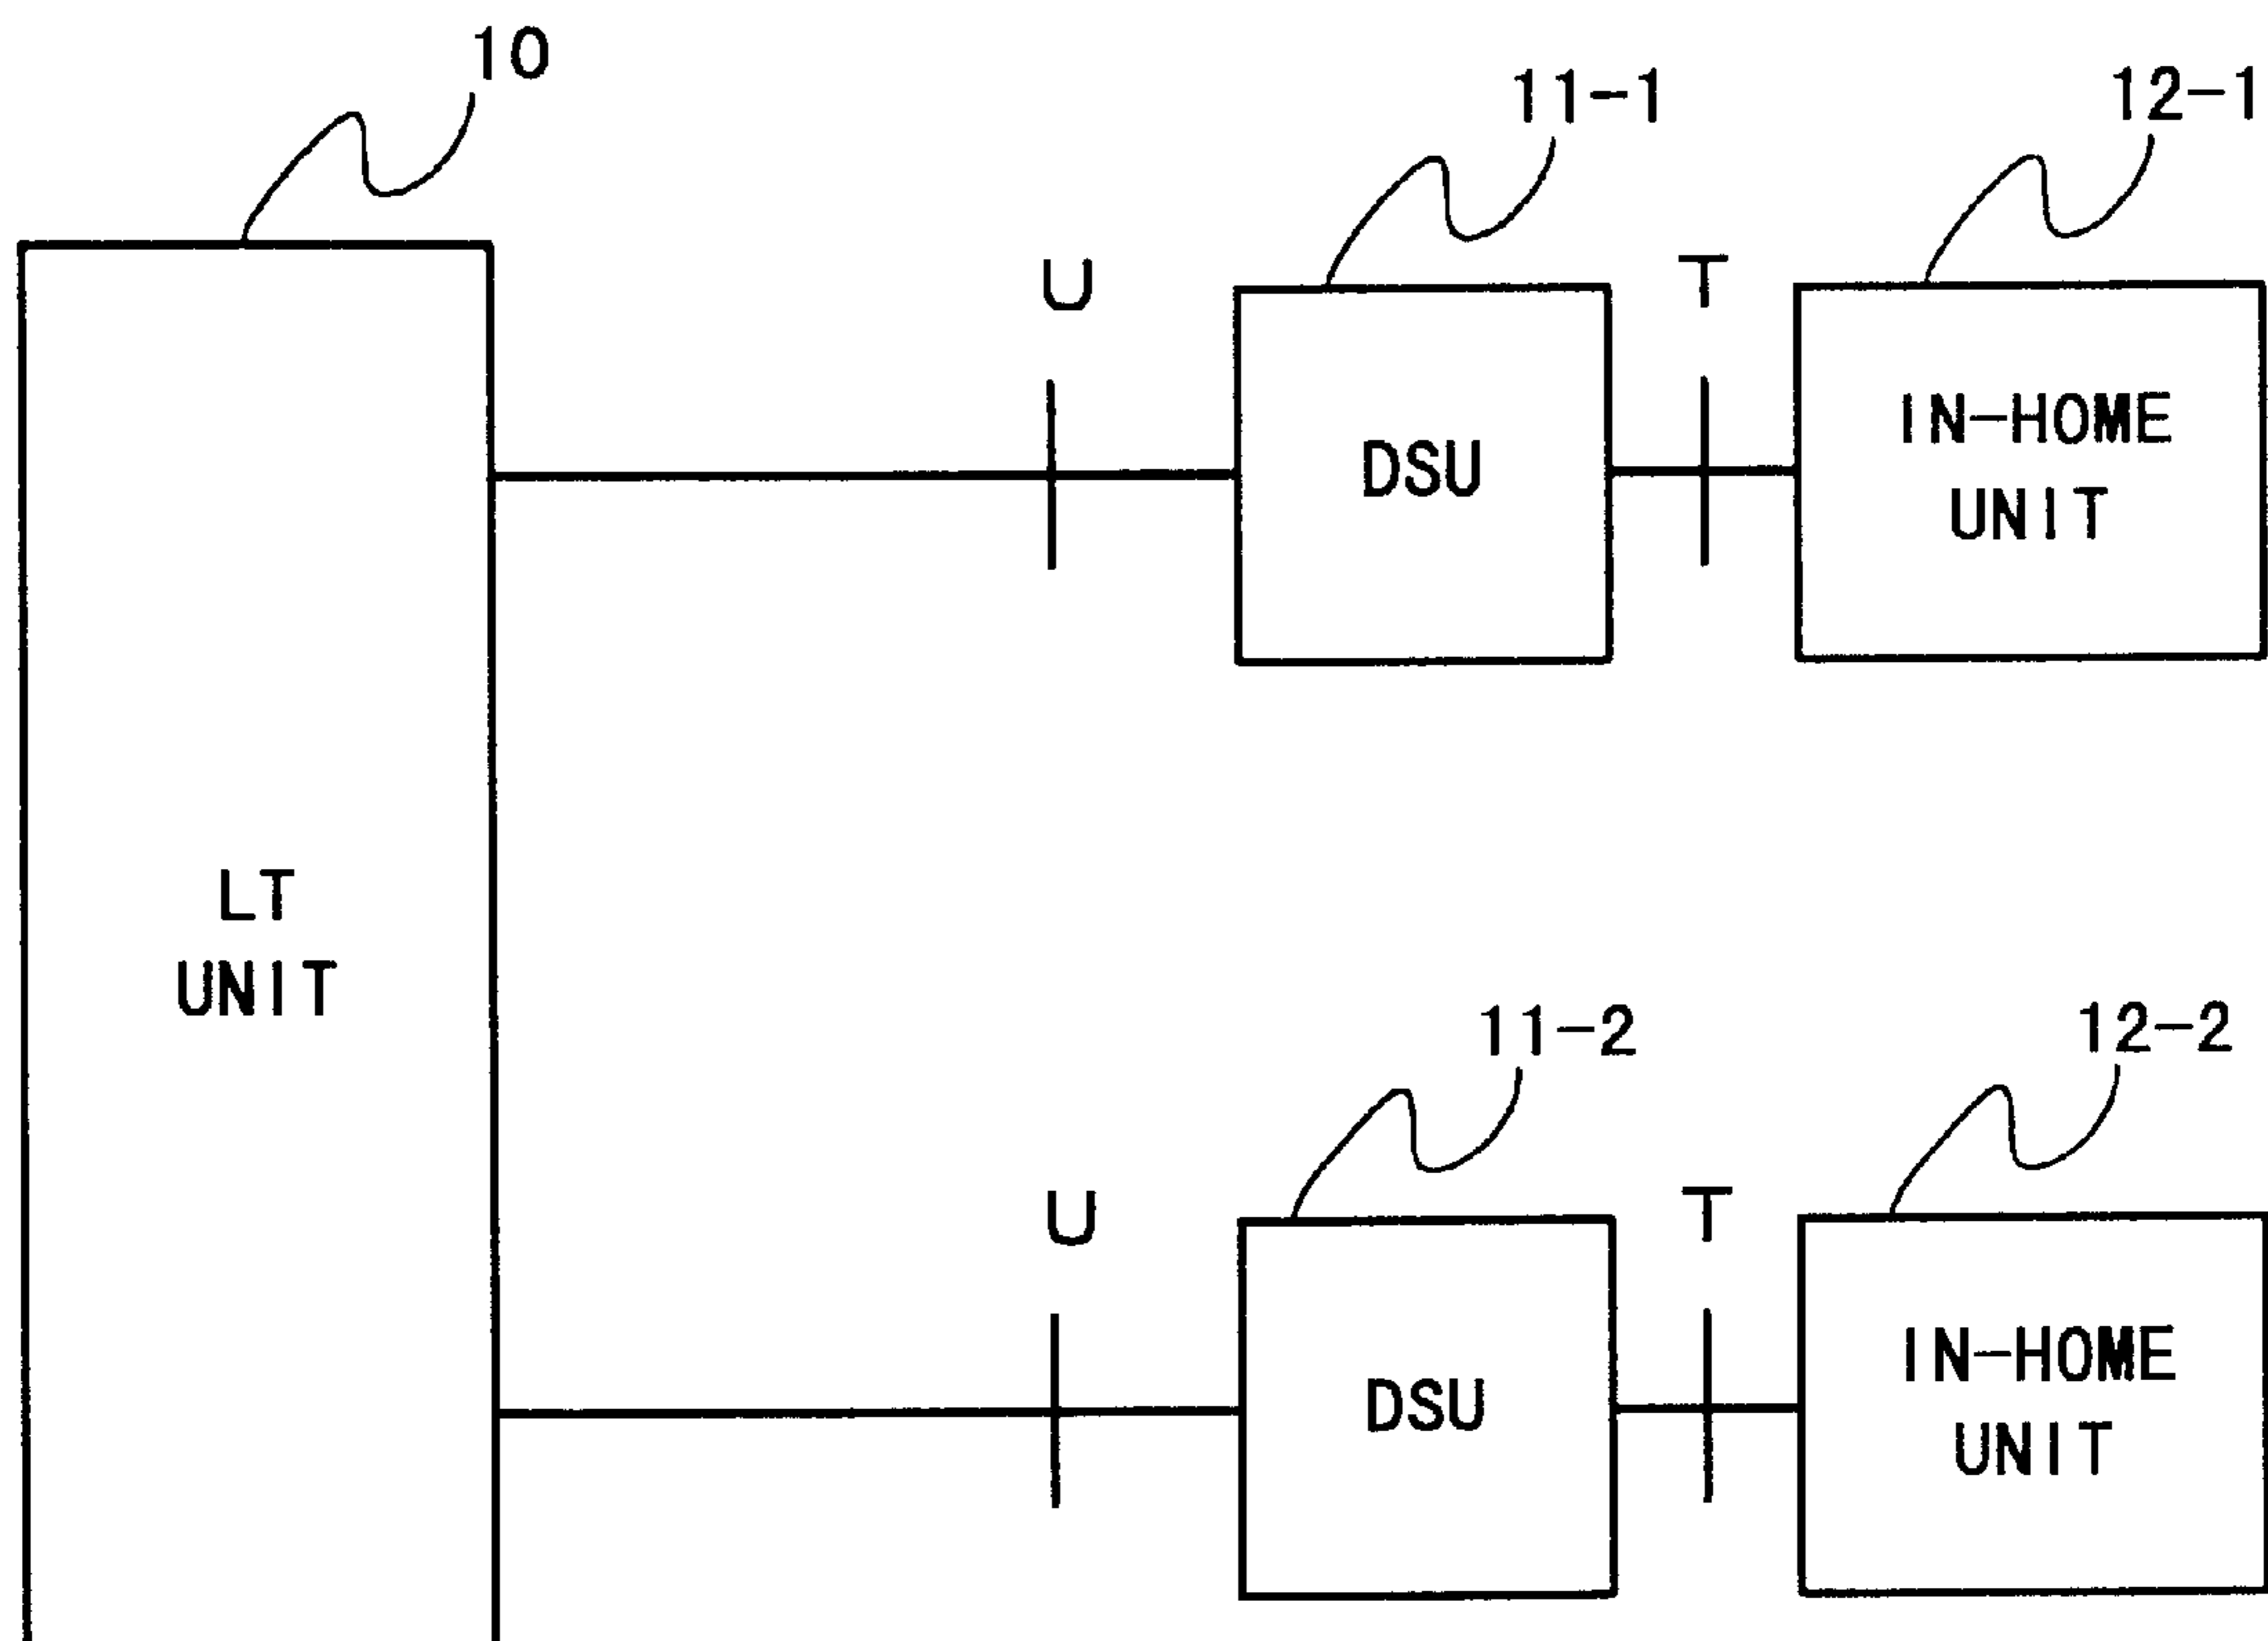 10
11-1
12-1
U
T
IN-HOME
UNIT
DSU
LT
UNIT
11-2
12-2
U
T
IN-HOME
UNIT
DSU